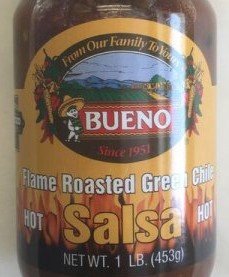 From Our Family To Yours
BUENO
Since 1951
Flame Roasted Green Chile
HOT Salsa HOT
NET WT. 1 LB. (453g)